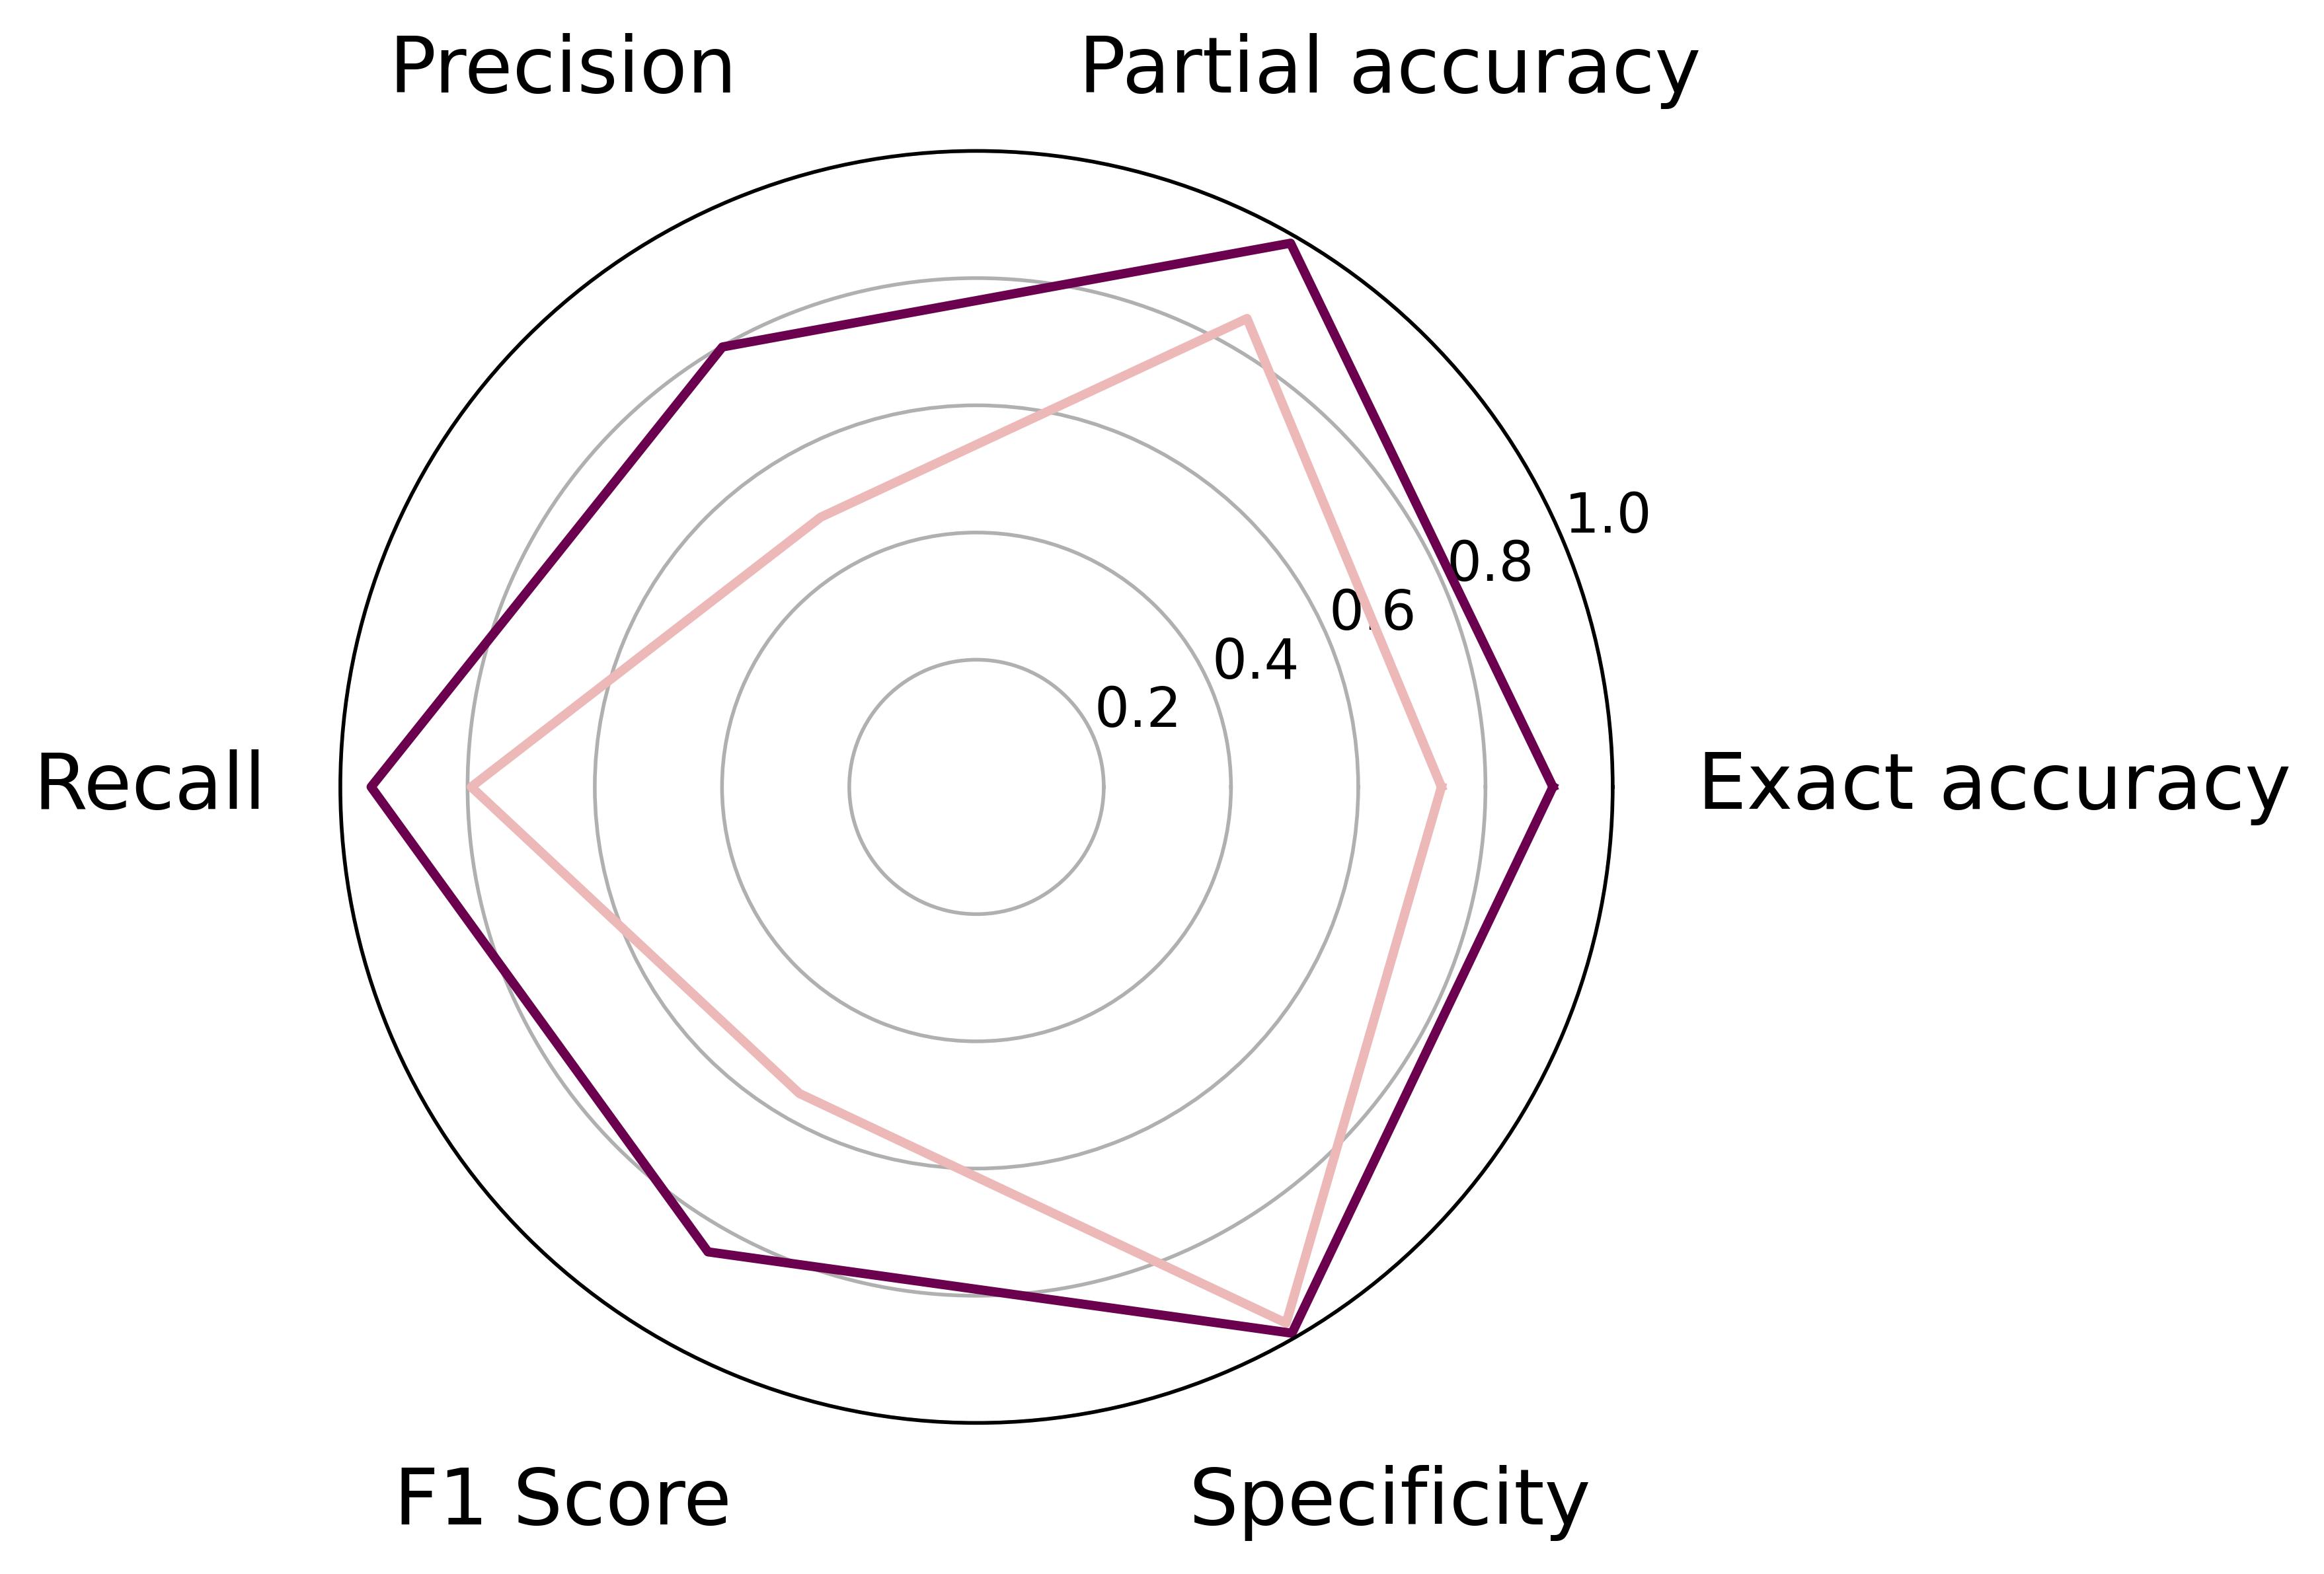 Precision
Partial accuracy
1.0
0.8
0.6
0.4
0.2
Recall
Exact accuracy
F1 Score
Specificity